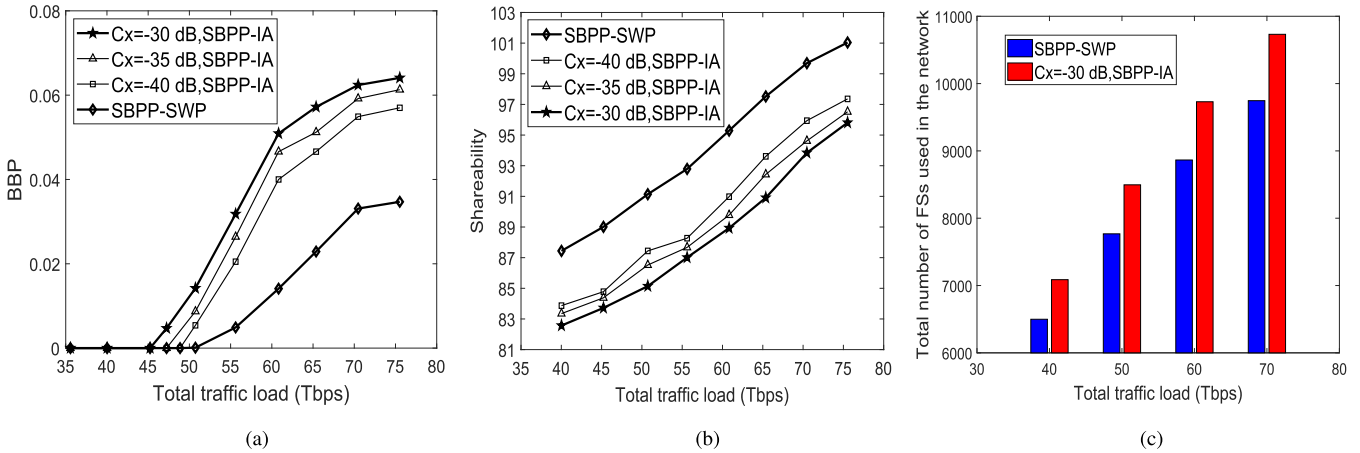 Cx=-30 dB,SBPP-IA
Cx=-35 dB,SBPP-IA
Cx=-40 dB,SBPP-IA
SBPP-SWP
BBP
0.08
0.06
0.04
0.02
0
35 40 45 50 55 60 65 70 75 80
Total traffic load (Tbps)
(a)
SBPP-SWP
Cx=-40 dB,SBPP-IA
Cx=-35 dB,SBPP-IA
Cx=-30 dB,SBPP-IA
Shareability
103
101
99
97
95
93
91
89
87
85
83
81
35 40 45 50 55 60 65 70 75 80
Total traffic load (Tbps)
(b)
SBPP-SWP
Cx=-30 dB,SBPP-IA
Total number of FSs used in the network
11000
10000
9000
8000
7000
6000
30 40 50 60 70 80
Total traffic load (Tbps)
(c)